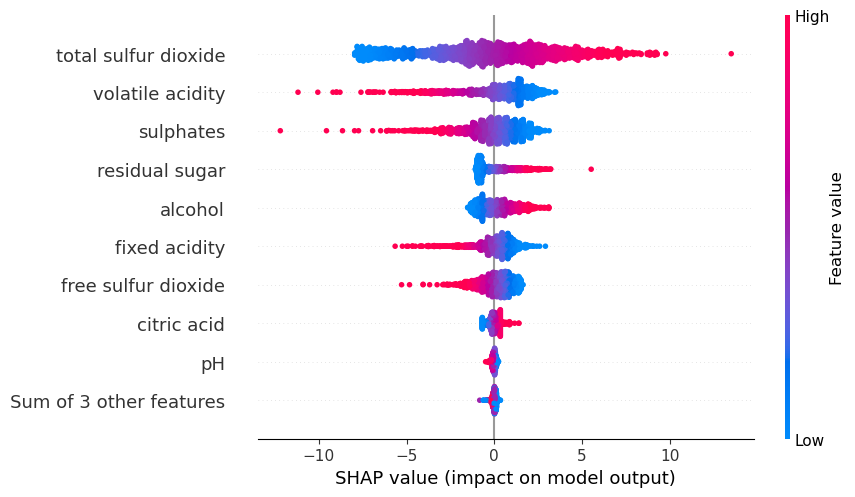 High
total sulfur dioxide
volatile acidity
sulphates
residual sugar
alcohol
fixed acidity
free sulfur dioxide
citric acid
pH
Sum of 3 other features
Feature value
Low
−10 −5 0 5 10
SHAP value (impact on model output)